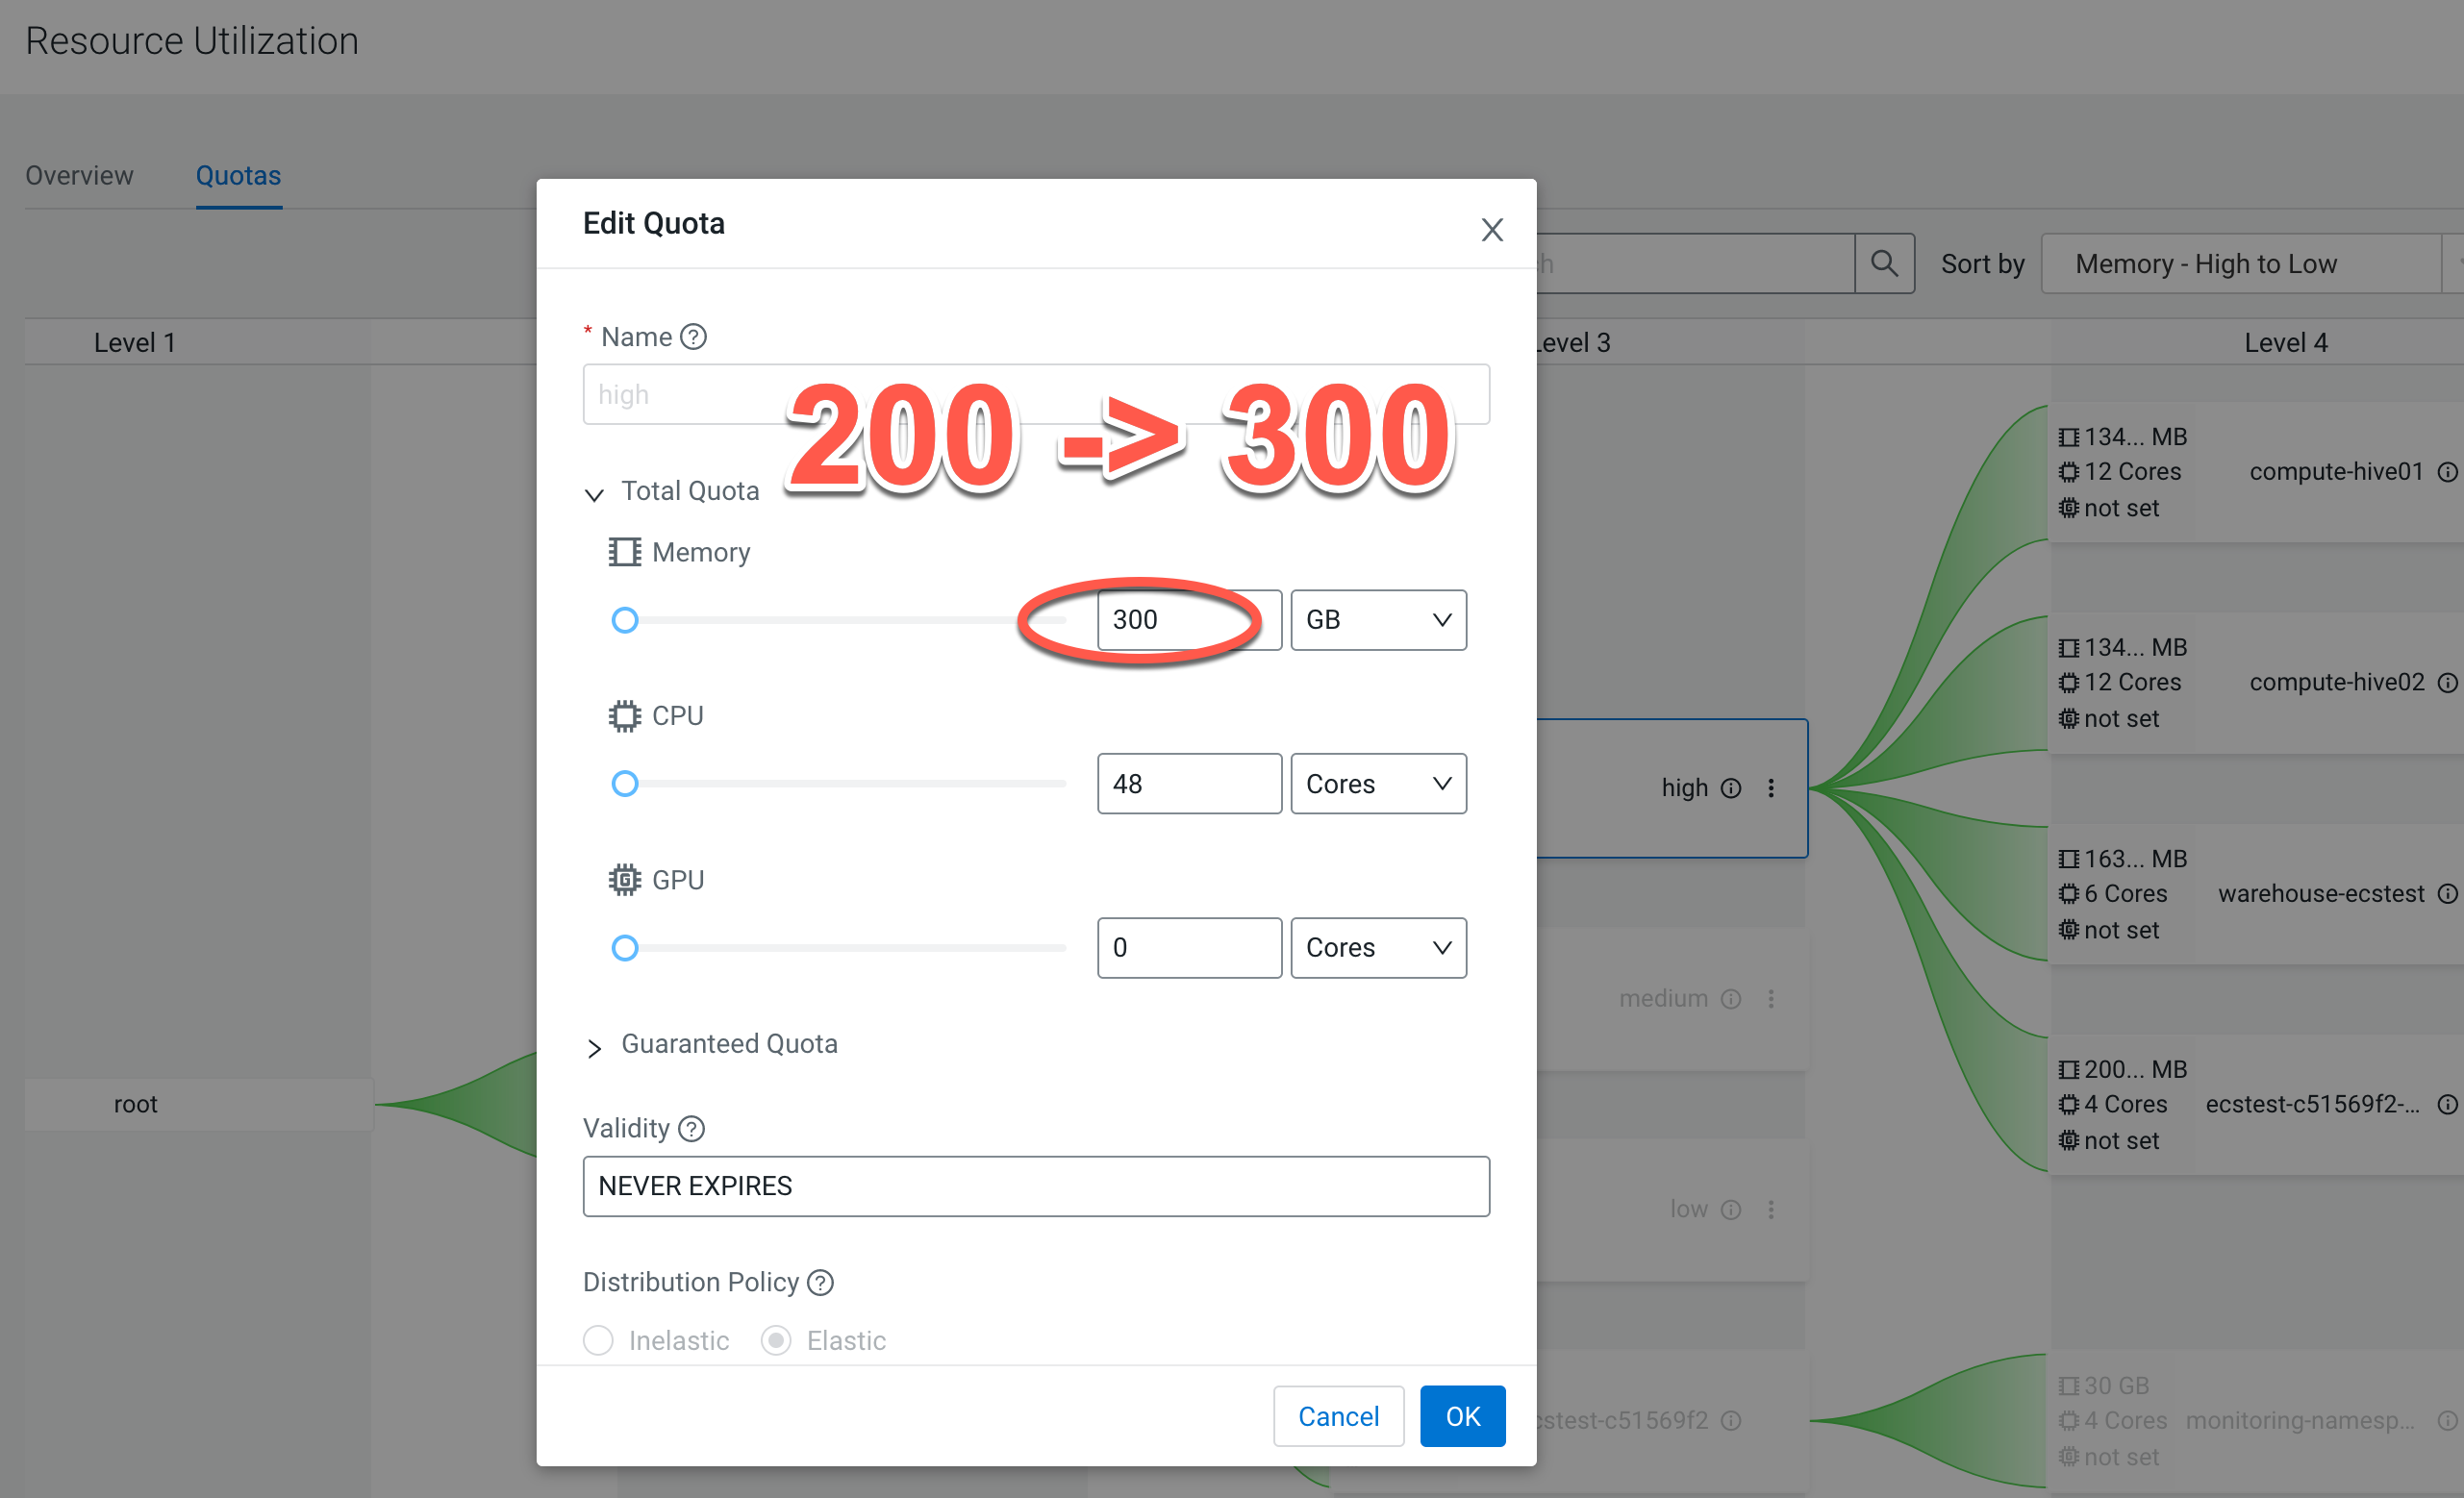 Resource Utilization
Overview
Quotas
Sort by
Memory - High to Low
Level 1
Level 3
Level 4
root
Edit Quota
* Name
high
200 -> 300
Total Quota
Memory
300
GB
CPU
48
Cores
GPU
0
Cores
Guaranteed Quota
Validity
NEVER EXPIRES
Distribution Policy
Inelastic
Elastic
Cancel
OK
high
medium
low
cstest-c51569f2
134... MB
12 Cores
compute-hive01
not set
134... MB
12 Cores
compute-hive02
not set
163... MB
6 Cores
warehouse-ecstest
not set
200... MB
4 Cores
ecstest-c51569f2-...
not set
30 GB
4 Cores
monitoring-namesp...
not set